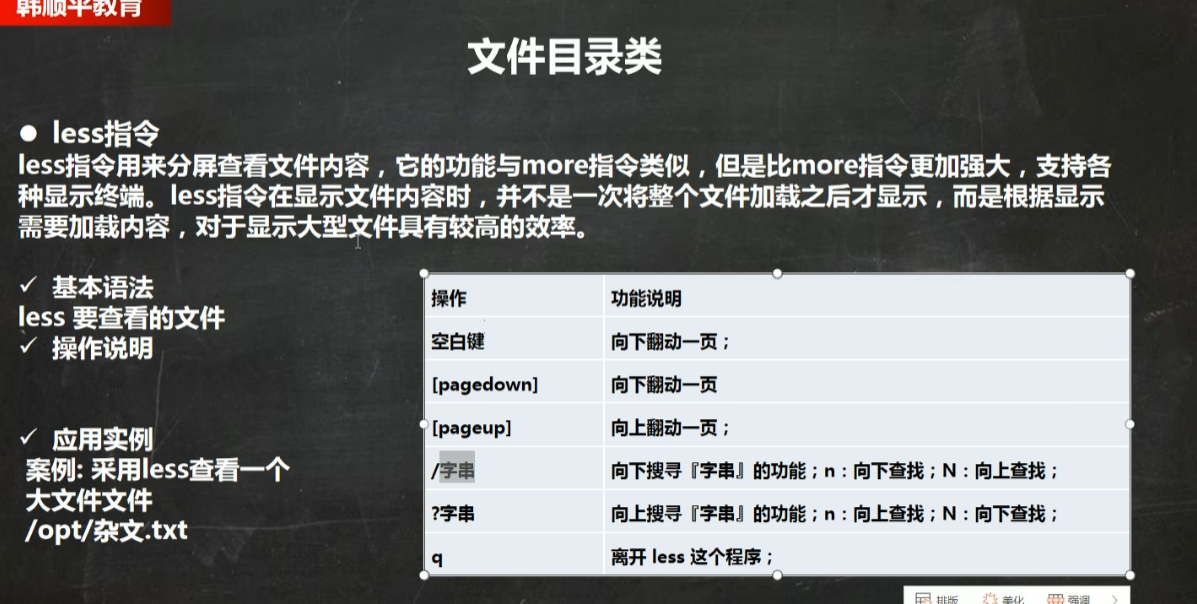 韩顺平教育
文件目录类
● less指令
less指令用来分屏查看文件内容，它的功能与more指令类似，但是比more指令更加强大，支持各
种显示终端。less指令在显示文件内容时，并不是一次将整个文件加载之后才显示，而是根据显示
需要加载内容，对于显示大型文件具有较高的效率。
✓ 基本语法
less 要查看的文件
✓ 操作说明
✓ 应用实例
案例: 采用less查看一个
大文件文件
/opt/杂文.txt
操作 功能说明
空白键 向下翻动一页；
[pagedown] 向下翻动一页
[pageup] 向上翻动一页；
/字串 向下搜寻『字串』的功能；n：向下查找；N：向上查找；
?字串 向上搜寻『字串』的功能；n：向上查找；N：向下查找；
q 离开 less 这个程序；
排版 美化 强调